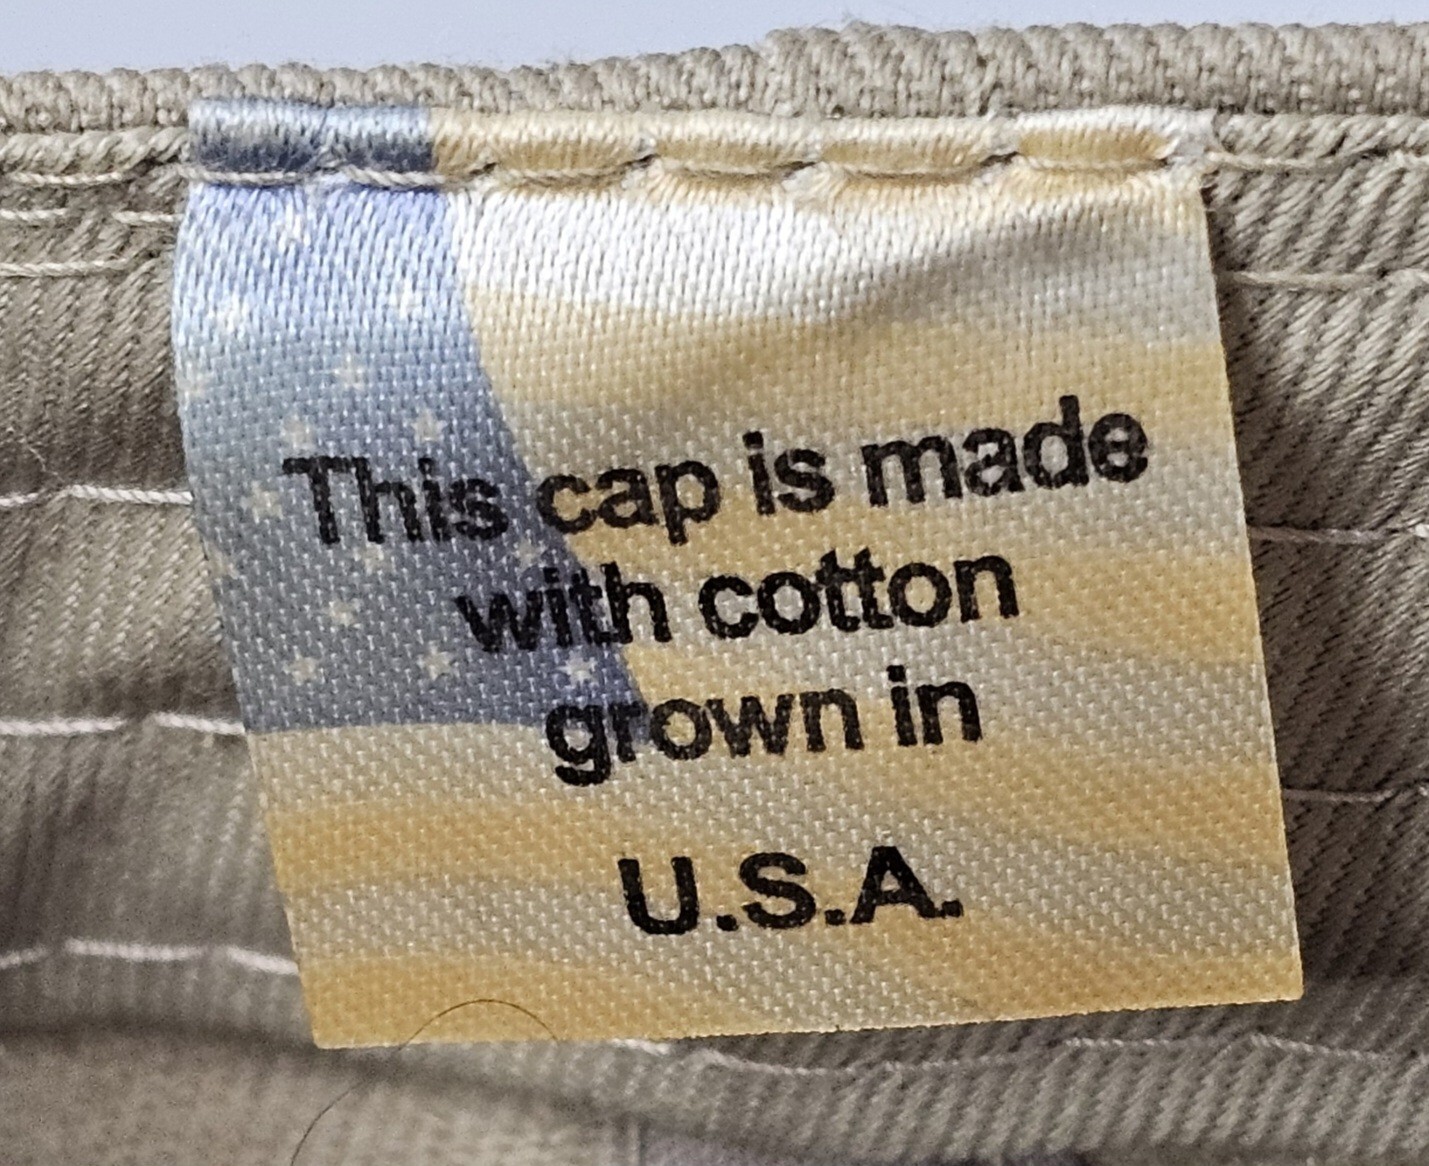 This cap is made
with cotton
grown in
U.S.A.